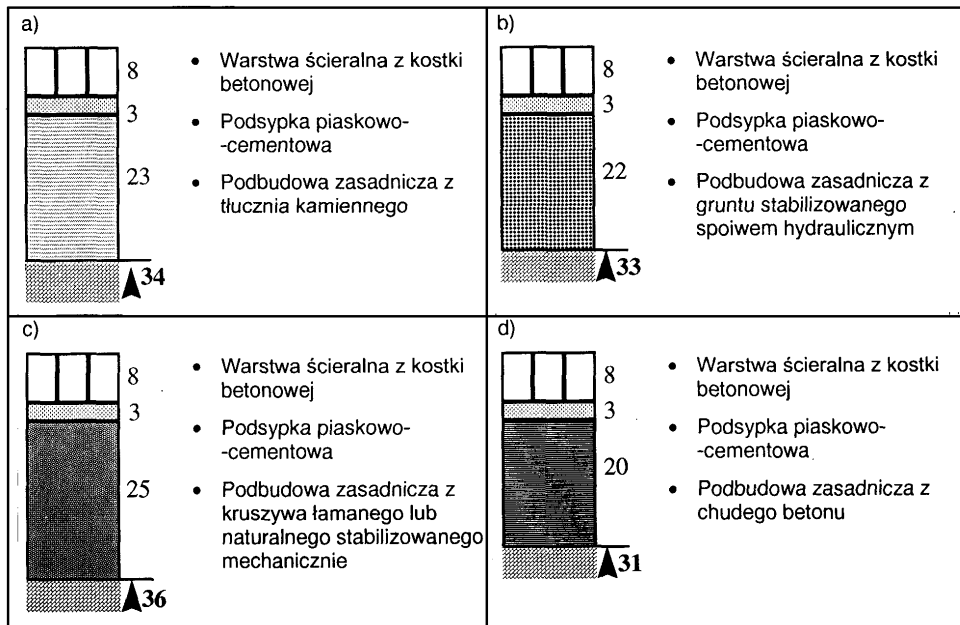 a)
8
3
23
34
• Warstwa ścieralna z kostki
betonowej
• Podsypka piaskowo-
-cementowa
• Podbudowa zasadnicza z
tłucznia kamiennego
b)
8
3
22
33
• Warstwa ścieralna z kostki
betonowej
• Podsypka piaskowo-
-cementowa
• Podbudowa zasadnicza z
gruntu stabilizowanego
spoiwem hydraulicznym
c)
8
3
25
36
• Warstwa ścieralna z kostki
betonowej
• Podsypka piaskowo-
-cementowa
• Podbudowa zasadnicza z
kruszywa łamanego lub
naturalnego stabilizowanego
mechanicznie
d)
8
3
20
31
• Warstwa ścieralna z kostki
betonowej
• Podsypka piaskowo-
-cementowa
• Podbudowa zasadnicza z
chudego betonu